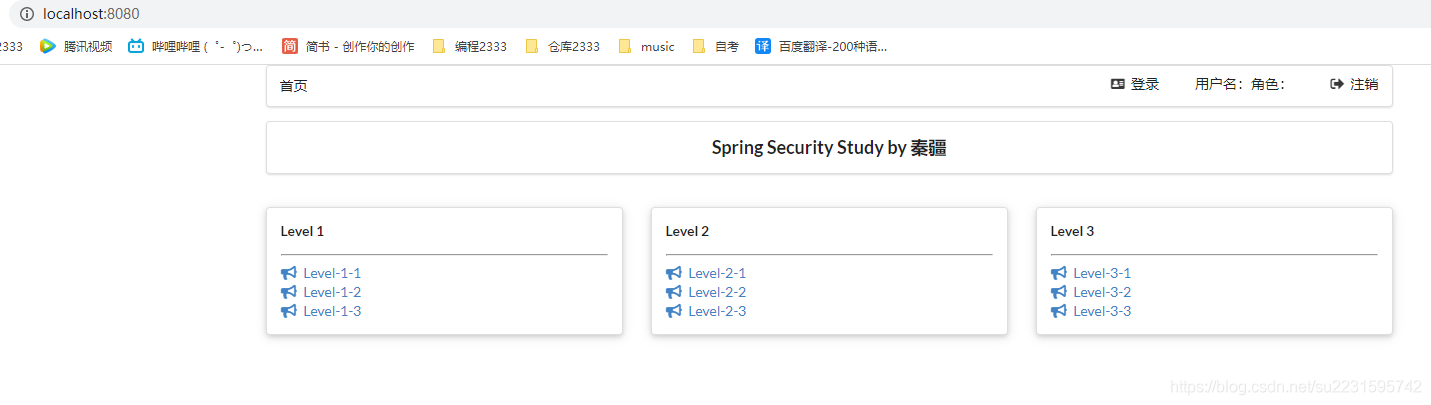 localhost:8080
2333 腾讯视频 哔哩哔哩 ( ゜- ゜)つ... 简 简书 - 创作你的创作 编程2333 仓库2333 music 自考 译 百度翻译-200种语...
首页 登录 用户名：角色： 注销
Spring Security Study by 秦疆
Level 1 Level 2 Level 3
Level-1-1 Level-2-1 Level-3-1
Level-1-2 Level-2-2 Level-3-2
Level-1-3 Level-2-3 Level-3-3
https://blog.csdn.net/su2231595742